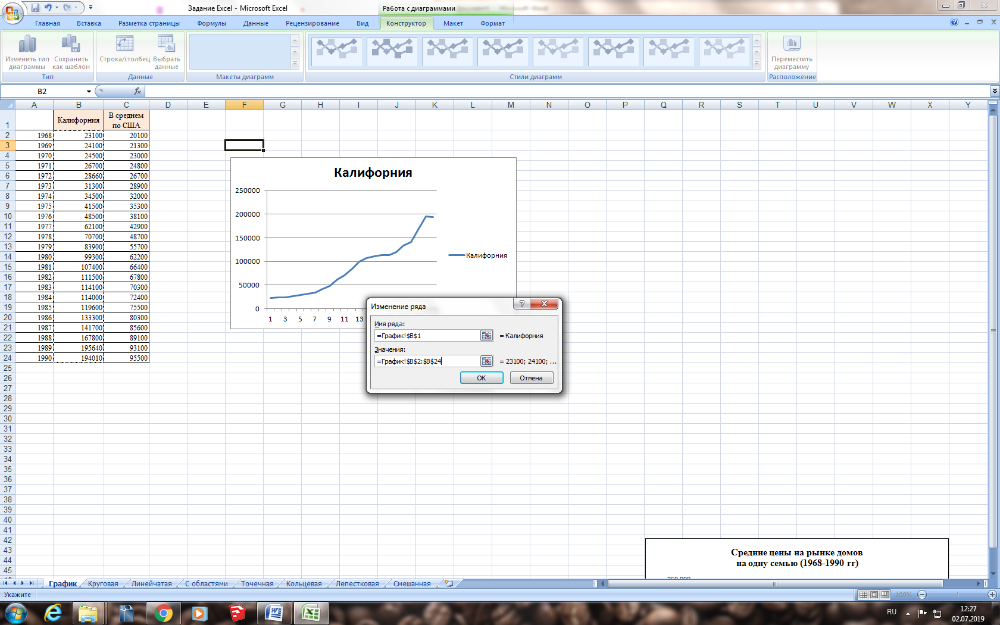 Задание Excel - Microsoft Excel
Работа с диаграммами
Главная Вставка Разметка страницы Формулы Данные Рецензирование Вид Конструктор Макет Формат
Изменить тип диаграммы
Сохранить как шаблон
Строка/столбец
Выбрать данные
Переместить диаграмму
Тип Данные Макеты диаграмм Стили диаграмм Расположение
B2 fx
A B C D E F G H I J K L M N O P Q R S T U V W X Y
1 Калифорния В среднем по США
2 1968 23100 20100
3 1969 24100 21300
4 1970 24500 23000
5 1971 26700 24800
6 1972 28660 26700
7 1973 31300 28900
8 1974 34500 32000
9 1975 41500 35300
10 1976 48500 38100
11 1977 62100 42900
12 1978 70700 48700
13 1979 83900 55700
14 1980 99300 62200
15 1981 107400 66400
16 1982 111500 67800
17 1983 114100 70300
18 1984 114000 72400
19 1985 119600 75500
20 1986 133300 80300
21 1987 141700 85600
22 1988 167800 89100
23 1989 195640 93100
24 1990 194010 95500
25
26
27
28
29
30
31
32
33
34
35
36
37
38
39
40
41
42
43
44
45
Калифорния
250000
200000
150000
100000
50000
0
1 3 5 7 9 11 13
Калифорния
Изменение ряда
?
Имя ряда:
=График!$B$1 = Калифорния
Значения:
=График!$B$2:$B$24 = 23100; 24100; ...
ОК Отмена
Средние цены на рынке домов
на одну семью (1968-1990 гг)
График Круговая Линейчатая С областями Точечная Кольцевая Лепестковая Смешанная
Укажите 100%
RU 12:27
02.07.2019